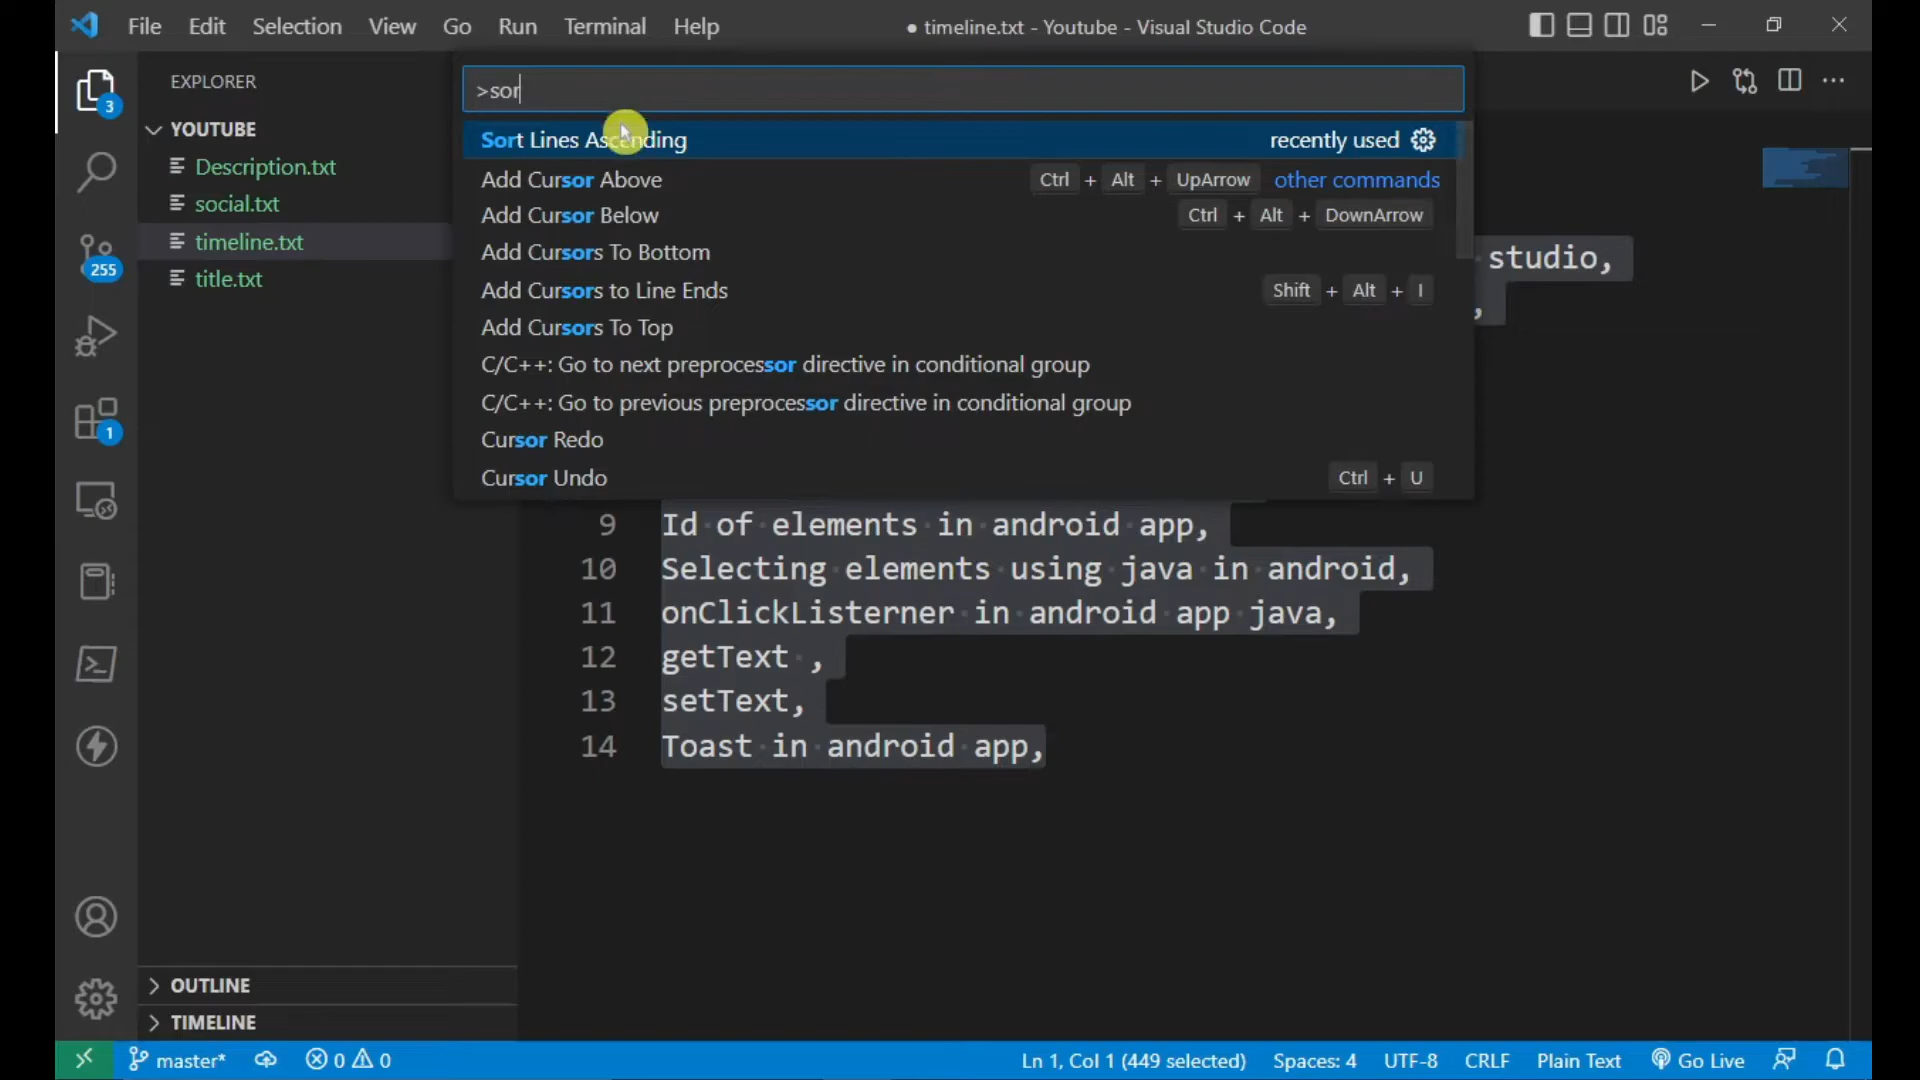 File Edit Selection View Go Run Terminal Help
● timeline.txt - Youtube - Visual Studio Code
EXPLORER
YOUTUBE
Description.txt
social.txt
timeline.txt
title.txt
3
255
1
>sor
Sort Lines Ascending recently used
Add Cursor Above Ctrl + Alt + UpArrow other commands
Add Cursor Below Ctrl + Alt + DownArrow
Add Cursors To Bottom
Add Cursors to Line Ends Shift + Alt + I
Add Cursors To Top
C/C++: Go to next preprocessor directive in conditional group
C/C++: Go to previous preprocessor directive in conditional group
Cursor Redo
Cursor Undo Ctrl + U
studio,
,
9 Id of elements in android app,
10 Selecting elements using java in android,
11 onClickListerner in android app java,
12 getText ,
13 setText,
14 Toast in android app,
OUTLINE
TIMELINE
master* 0 0 Ln 1, Col 1 (449 selected) Spaces: 4 UTF-8 CRLF Plain Text Go Live